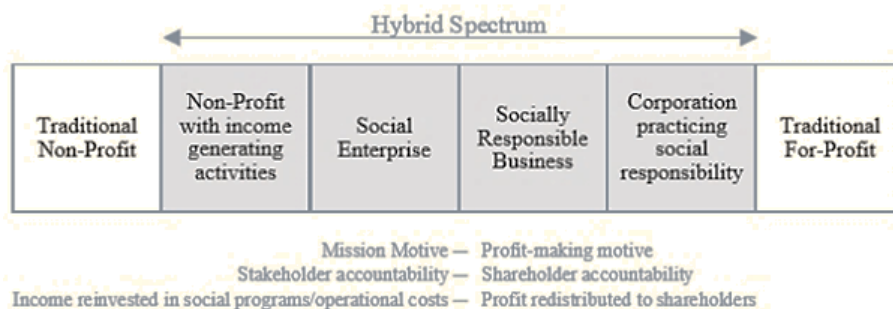 Hybrid Spectrum
Traditional
Non-Profit
Non-Profit
with income
generating
activities
Social
Enterprise
Socially
Responsible
Business
Corporation
practicing
social
responsibility
Traditional
For-Profit
Mission Motive — Profit-making motive
Stakeholder accountability — Shareholder accountability
Income reinvested in social programs/operational costs — Profit redistributed to shareholders